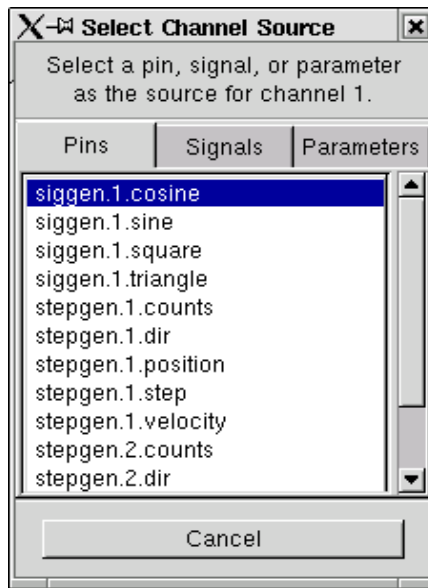 Select Channel Source
Select a pin, signal, or parameter
as the source for channel 1.
Pins Signals Parameters
siggen.1.cosine
siggen.1.sine
siggen.1.square
siggen.1.triangle
stepgen.1.counts
stepgen.1.dir
stepgen.1.position
stepgen.1.step
stepgen.1.velocity
stepgen.2.counts
stepgen.2.dir
Cancel